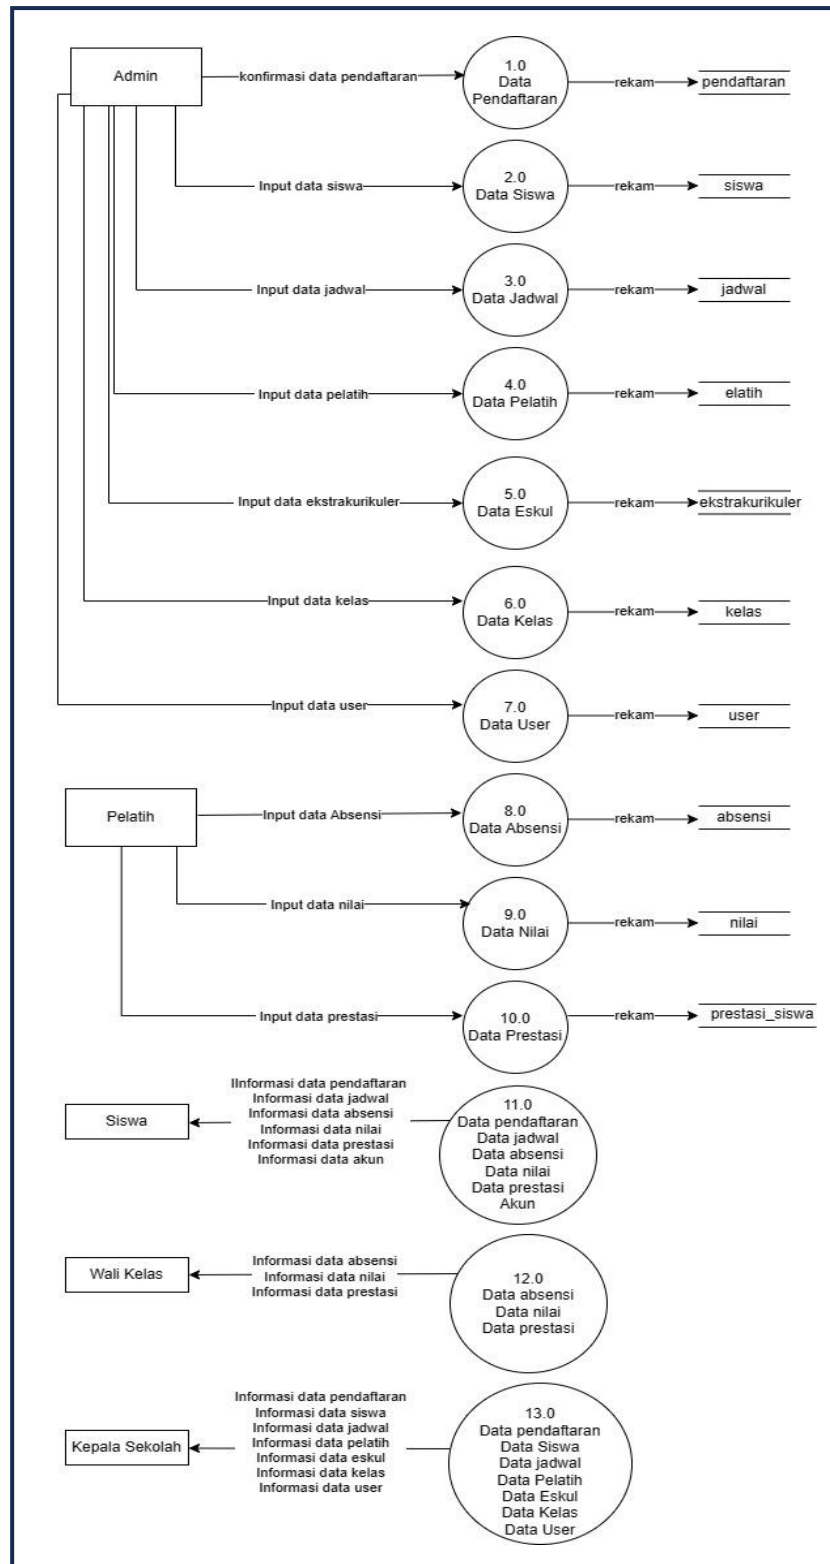 Admin
konfirmasi data pendaftaran
1.0
Data
Pendaftaran
rekam
pendaftaran
Input data siswa
2.0
Data Siswa
rekam
siswa
Input data jadwal
3.0
Data Jadwal
rekam
jadwal
Input data pelatih
4.0
Data Pelatih
rekam
elatih
Input data ekstrakurikuler
5.0
Data Eskul
rekam
ekstrakurikuler
Input data kelas
6.0
Data Kelas
rekam
kelas
Input data user
7.0
Data User
rekam
user
Pelatih
Input data Absensi
8.0
Data Absensi
rekam
absensi
Input data nilai
9.0
Data Nilai
rekam
nilai
Input data prestasi
10.0
Data Prestasi
rekam
prestasi_siswa
Siswa
IInformasi data pendaftaran
Informasi data jadwal
Informasi data absensi
Informasi data nilai
Informasi data prestasi
Informasi data akun
11.0
Data pendaftaran
Data jadwal
Data absensi
Data nilai
Data prestasi
Akun
Wali Kelas
Informasi data absensi
Informasi data nilai
Informasi data prestasi
12.0
Data absensi
Data nilai
Data prestasi
Kepala Sekolah
Informasi data pendaftaran
Informasi data siswa
Informasi data jadwal
Informasi data pelatih
Informasi data eskul
Informasi data kelas
Informasi data user
13.0
Data pendaftaran
Data Siswa
Data jadwal
Data Pelatih
Data Eskul
Data Kelas
Data User